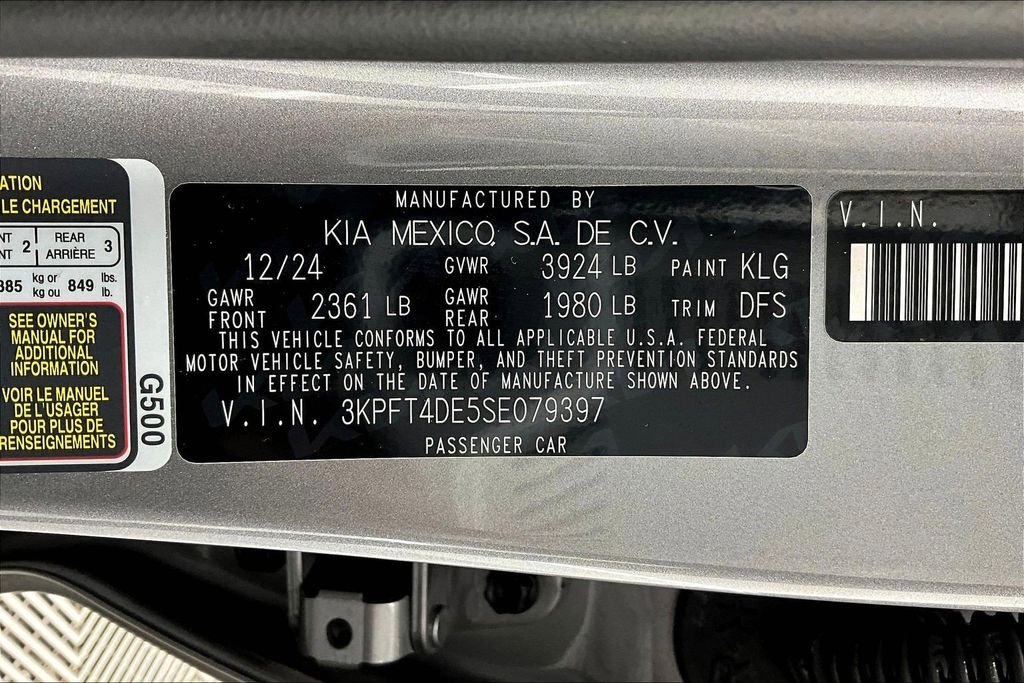 ATION
LE CHARGEMENT
NT 2 REAR 3
NT ARRIÈRE
385 kg or 849 lbs.
kg ou lb.
SEE OWNER'S
MANUAL FOR
ADDITIONAL
INFORMATION
VOIR LE MANUEL
DE L'USAGER
POUR PLUS DE
RENSEIGNEMENTS
G500
MANUFACTURED BY
KIA MEXICO, S.A. DE C.V.
12/24 GVWR 3924 LB PAINT KLG
GAWR FRONT 2361 LB GAWR REAR 1980 LB TRIM DFS
THIS VEHICLE CONFORMS TO ALL APPLICABLE U.S.A. FEDERAL
MOTOR VEHICLE SAFETY, BUMPER, AND THEFT PREVENTION STANDARDS
IN EFFECT ON THE DATE OF MANUFACTURE SHOWN ABOVE.
V.I.N. 3KPFT4DE5SE079397
PASSENGER CAR
V.I.N.